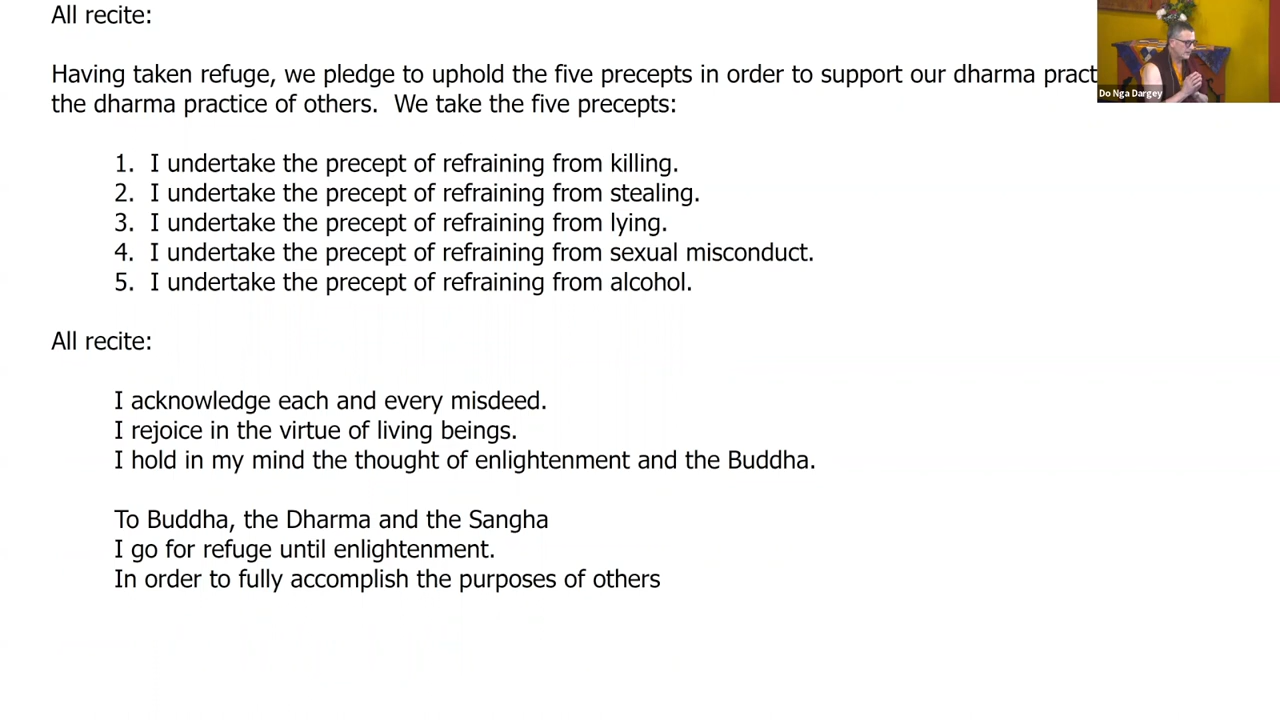 All recite:
Having taken refuge, we pledge to uphold the five precepts in order to support our dharma pract
the dharma practice of others.  We take the five precepts:
1.  I undertake the precept of refraining from killing.
2.  I undertake the precept of refraining from stealing.
3.  I undertake the precept of refraining from lying.
4.  I undertake the precept of refraining from sexual misconduct.
5.  I undertake the precept of refraining from alcohol.
All recite:
I acknowledge each and every misdeed.
I rejoice in the virtue of living beings.
I hold in my mind the thought of enlightenment and the Buddha.
To Buddha, the Dharma and the Sangha
I go for refuge until enlightenment.
In order to fully accomplish the purposes of others
Do Nga Dargey